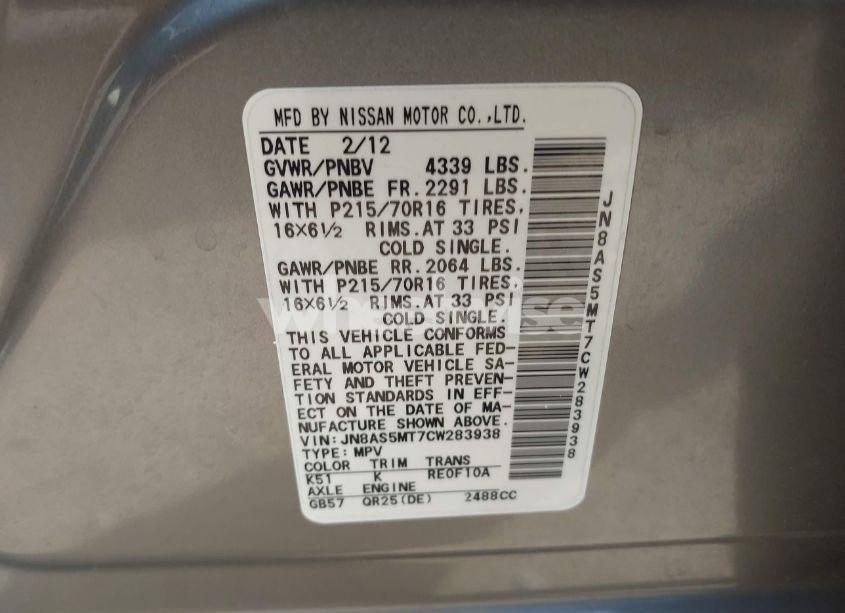 MFD BY NISSAN MOTOR CO.,LTD.
DATE 2/12
GVWR/PNBV 4339 LBS.
GAWR/PNBE FR. 2291 LBS.
WITH P215/70R16 TIRES,
16X6½ RIMS. AT 33 PSI
COLD SINGLE.
GAWR/PNBE RR. 2064 LBS.
WITH P215/70R16 TIRES,
16X6½ RIMS. AT 33 PSI
COLD SINGLE.
THIS VEHICLE CONFORMS
TO ALL APPLICABLE FED-
ERAL MOTOR VEHICLE SA-
FETY AND THEFT PREVEN-
TION STANDARDS IN EFF-
ECT ON THE DATE OF MA-
NUFACTURE SHOWN ABOVE.
VIN: JN8AS5MT7CW283938
TYPE: MPV
COLOR TRIM TRANS
K51 K RE0F10A
AXLE ENGINE
GB57 QR25(DE) 2488CC
JN8AS5MT7CW283938